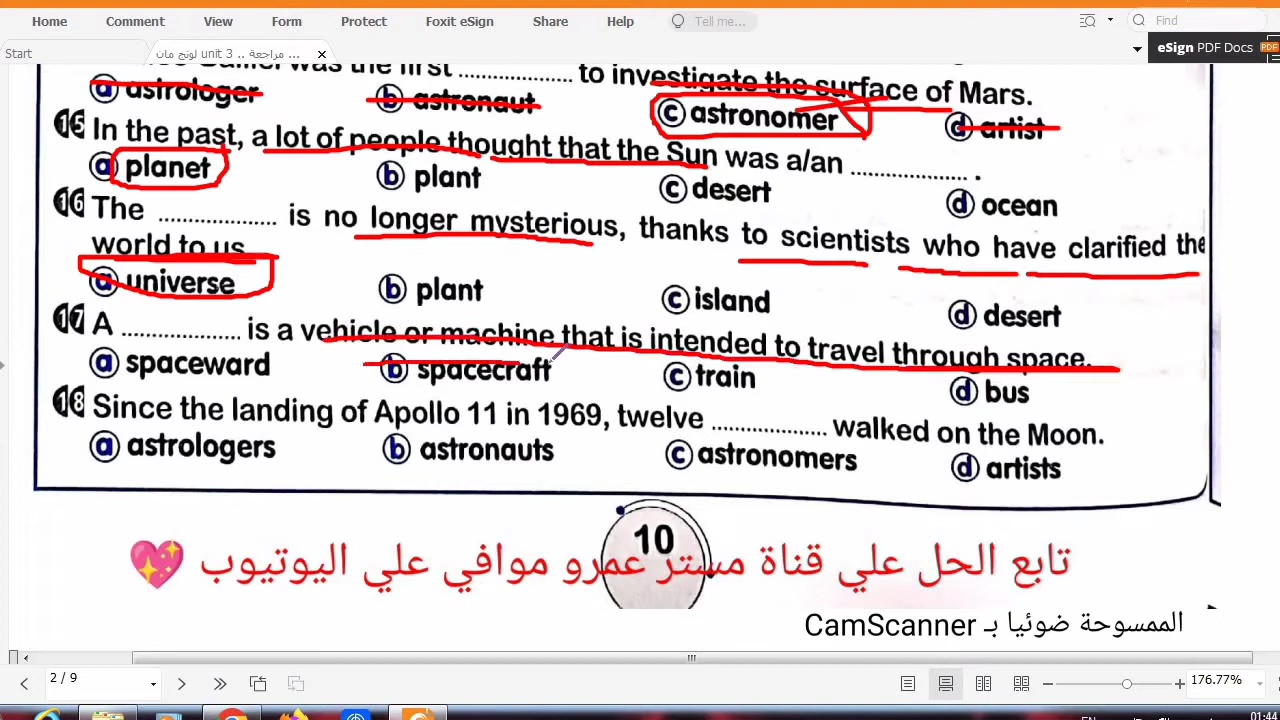 Home Comment View Form Protect Foxit eSign Share Help Tell me... Find
Start لونج مان unit 3 .. مراجعة ...
eSign PDF Docs PDF
was the first .................. to investigate the surface of Mars.
a astrologer b astronaut c astronomer d artist
In the past, a lot of people thought that the Sun was a/an .................. .
a planet b plant c desert d ocean
16 The .................. is no longer mysterious, thanks to scientists who have clarified the
world to us
a universe b plant c island d desert
17 A .................. is a vehicle or machine that is intended to travel through space.
a spaceward b spacecraft c train d bus
18 Since the landing of Apollo 11 in 1969, twelve .................. walked on the Moon.
a astrologers b astronauts c astronomers d artists
10
تابع الحل علي قناة مستر عمرو موافي علي اليوتيوب 💖
الممسوحة ضوئيا بـ CamScanner
2 / 9
176.77%
EN
01:44